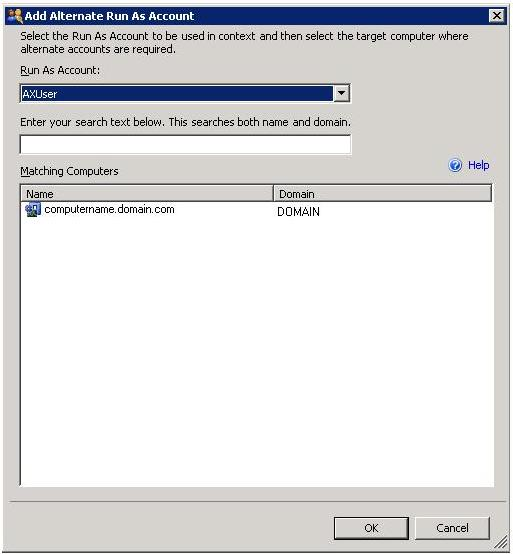 Add Alternate Run As Account
Select the Run As Account to be used in context and then select the target computer where
alternate accounts are required.
Run As Account:
AXUser
Enter your search text below. This searches both name and domain.
Help
Matching Computers
Name Domain
computername.domain.com DOMAIN
OK Cancel